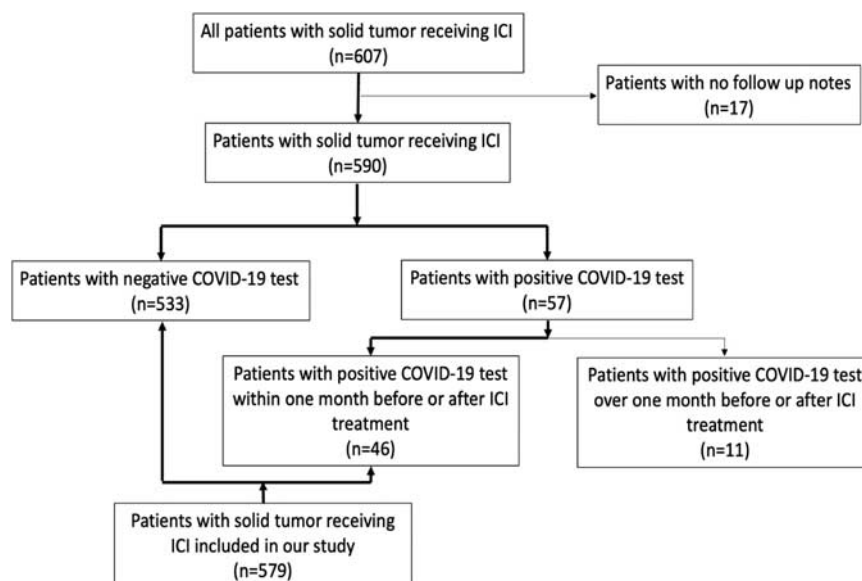 All patients with solid tumor receiving ICI
(n=607)
Patients with no follow up notes
(n=17)
Patients with solid tumor receiving ICI
(n=590)
Patients with negative COVID-19 test
(n=533)
Patients with positive COVID-19 test
(n=57)
Patients with positive COVID-19 test
within one month before or after ICI
treatment
(n=46)
Patients with positive COVID-19 test
over one month before or after ICI
treatment
(n=11)
Patients with solid tumor receiving
ICI included in our study
(n=579)